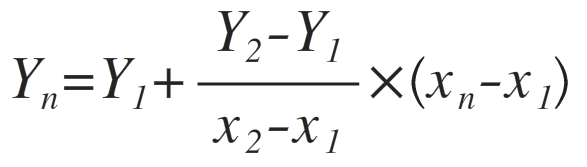 Yₙ=Y₁+ (Y₂-Y₁)/(x₂-x₁) ×(xₙ-x₁)